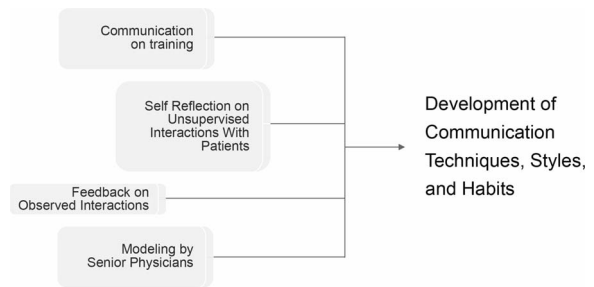 Communication
on training
Self Reflection on
Unsupervised
Interactions With
Patients
Feedback on
Observed Interactions
Modeling by
Senior Physicians
Development of
Communication
Techniques, Styles,
and Habits